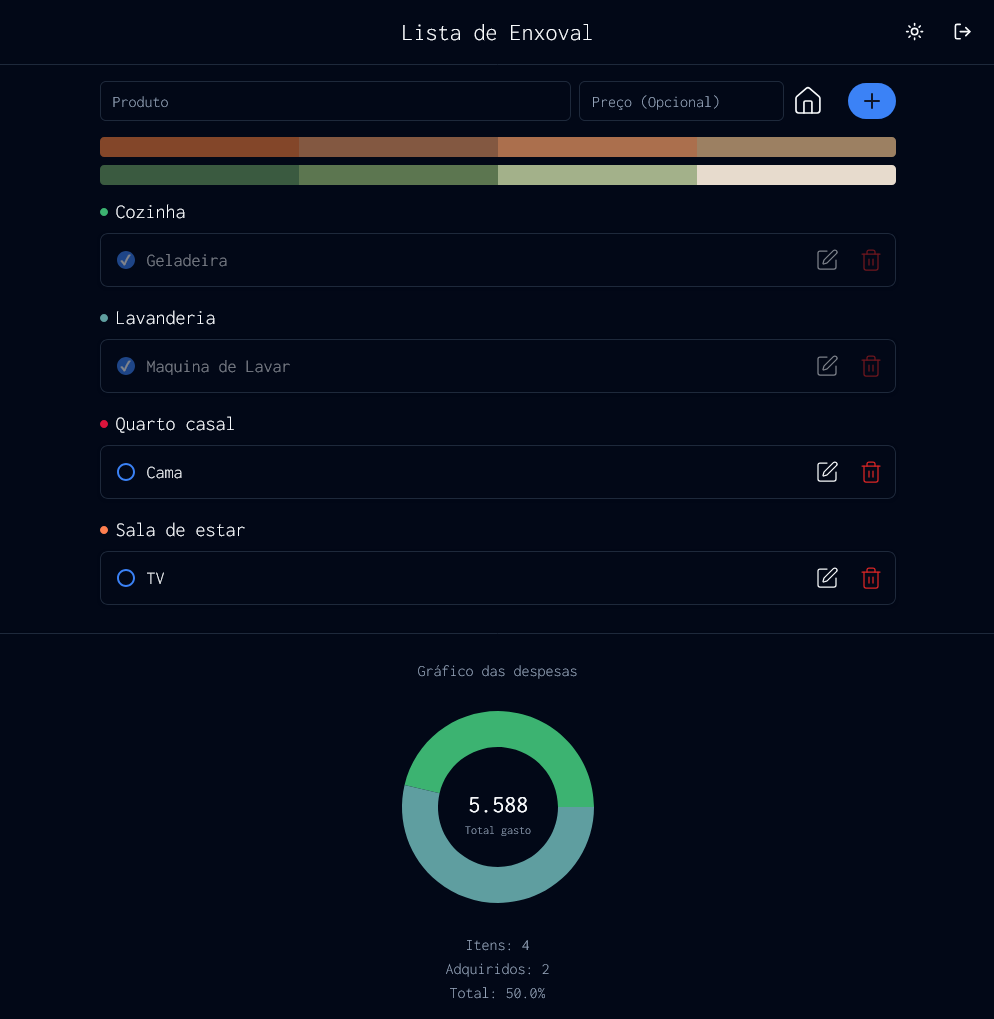 Lista de Enxoval
Produto
Preço (Opcional)
Cozinha
Geladeira
Lavanderia
Maquina de Lavar
Quarto casal
Cama
Sala de estar
TV
Gráfico das despesas
5.588
Total gasto
Itens: 4
Adquiridos: 2
Total: 50.0%